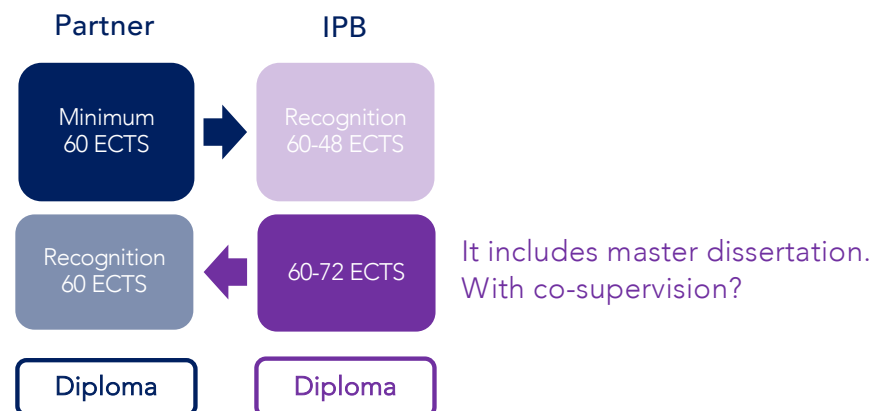 Partner
IPB
Minimum
60 ECTS
Recognition
60-48 ECTS
Recognition
60 ECTS
60-72 ECTS
It includes master dissertation.
With co-supervision?
Diploma
Diploma